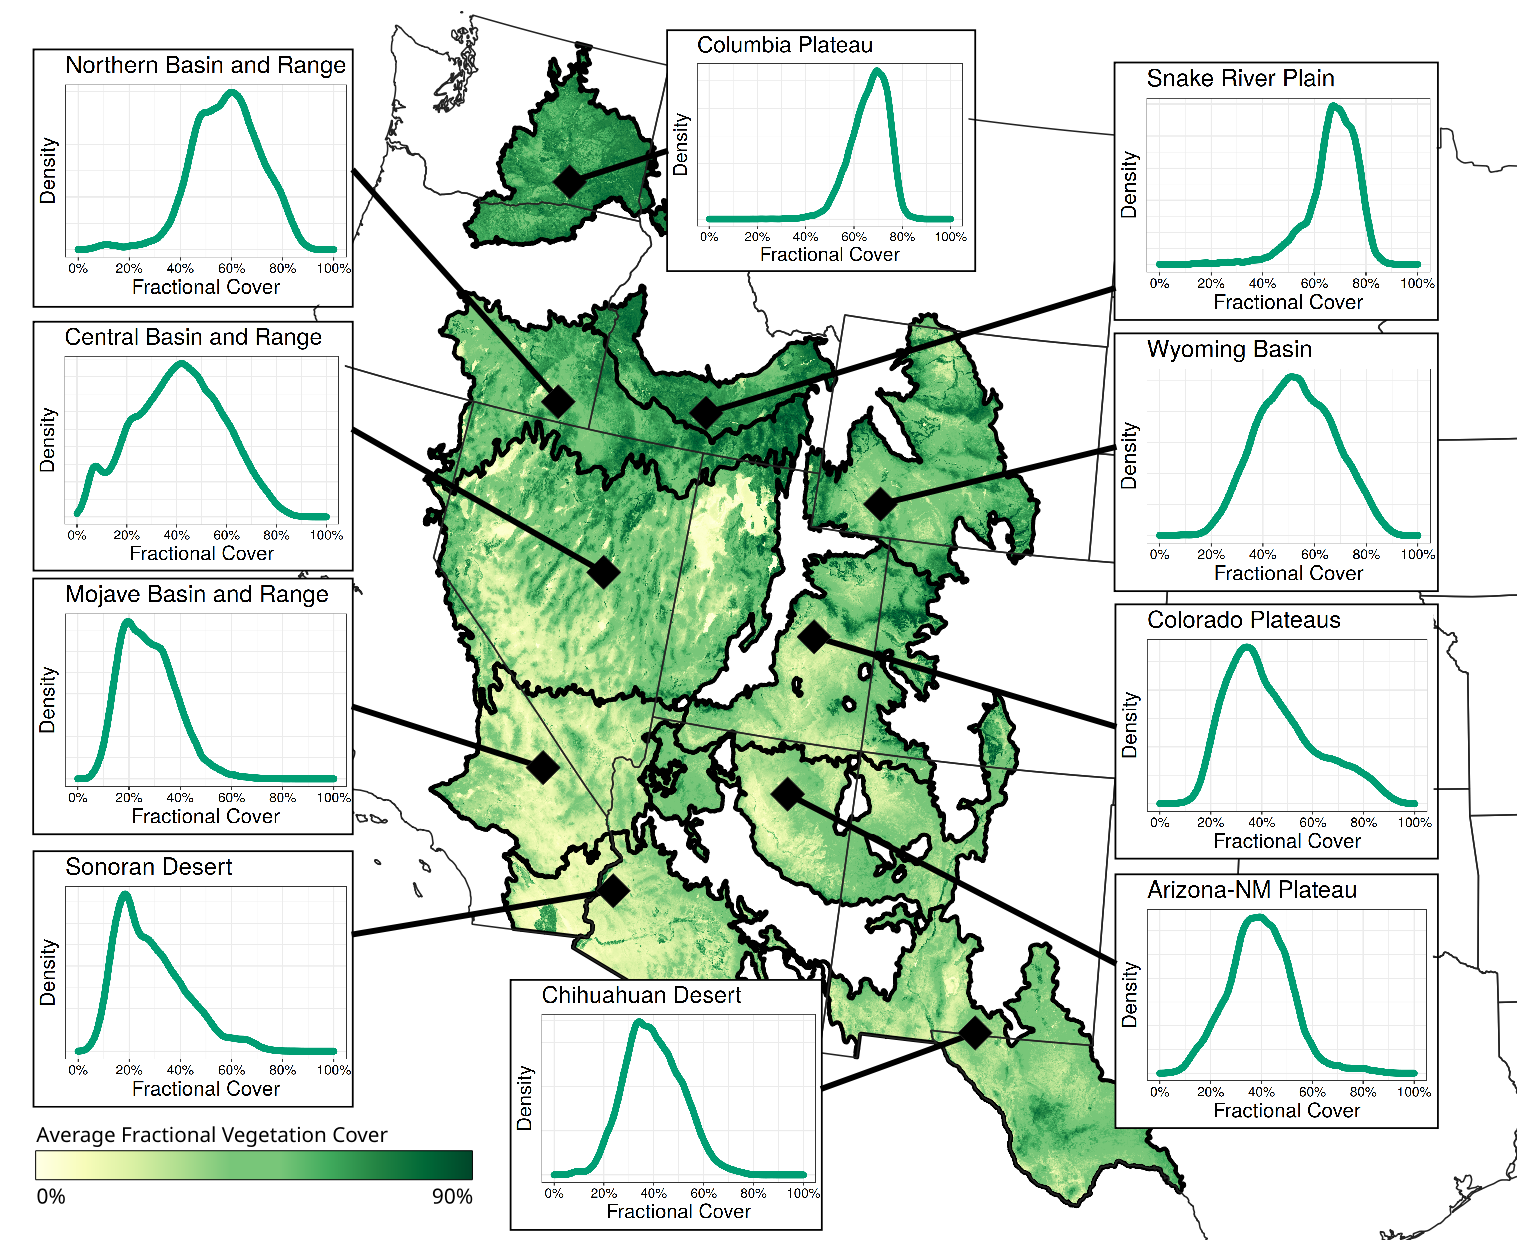 Northern Basin and Range
Density
0% 20% 40% 60% 80% 100%
Fractional Cover
Central Basin and Range
Density
0% 20% 40% 60% 80% 100%
Fractional Cover
Mojave Basin and Range
Density
0% 20% 40% 60% 80% 100%
Fractional Cover
Sonoran Desert
Density
0% 20% 40% 60% 80% 100%
Fractional Cover
Columbia Plateau
Density
0% 20% 40% 60% 80% 100%
Fractional Cover
Chihuahuan Desert
Density
0% 20% 40% 60% 80% 100%
Fractional Cover
Snake River Plain
Density
0% 20% 40% 60% 80% 100%
Fractional Cover
Wyoming Basin
Density
0% 20% 40% 60% 80% 100%
Fractional Cover
Colorado Plateaus
Density
0% 20% 40% 60% 80% 100%
Fractional Cover
Arizona-NM Plateau
Density
0% 20% 40% 60% 80% 100%
Fractional Cover
Average Fractional Vegetation Cover
0% 90%